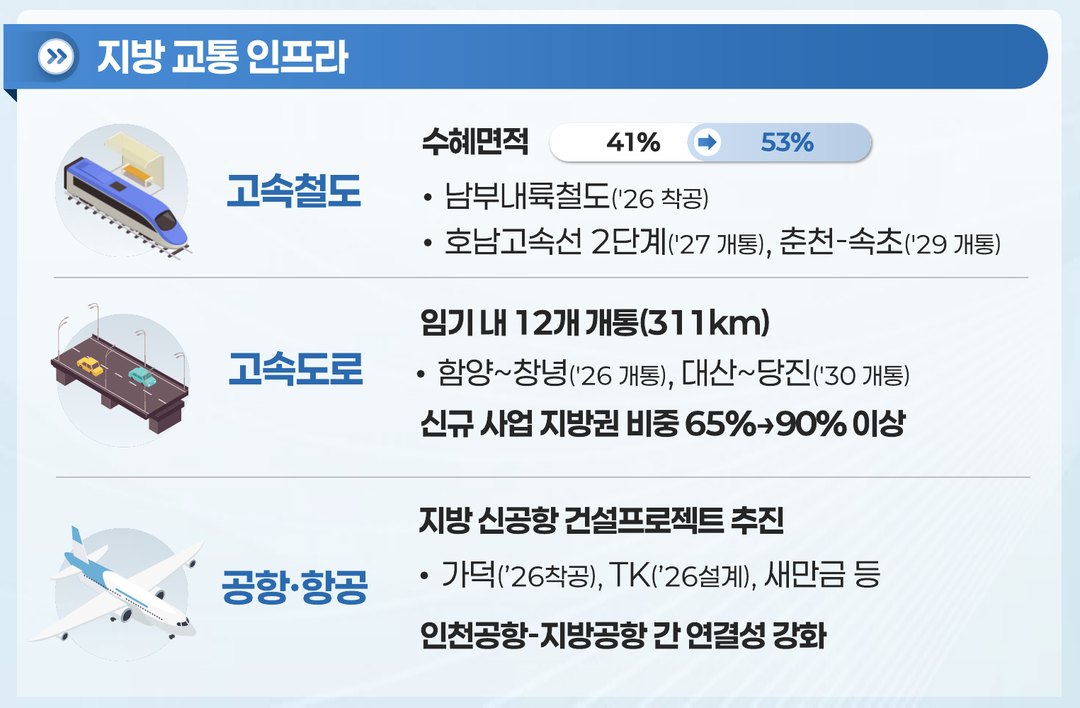 지방 교통 인프라
고속철도
수혜면적 41% → 53%
• 남부내륙철도('26 착공)
• 호남고속선 2단계('27 개통), 춘천-속초('29 개통)
고속도로
임기 내 12개 개통(311km)
• 함양~창녕('26 개통), 대산~당진('30 개통)
신규 사업 지방권 비중 65%→90% 이상
공항·항공
지방 신공항 건설프로젝트 추진
• 가덕(’26착공), TK(’26설계), 새만금 등
인천공항-지방공항 간 연결성 강화